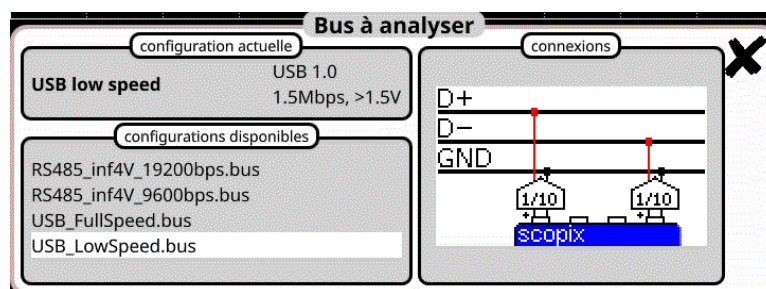 Bus à analyser
configuration actuelle
USB low speed
USB 1.0
1.5Mbps, >1.5V
configurations disponibles
RS485_inf4V_19200bps.bus
RS485_inf4V_9600bps.bus
USB_FullSpeed.bus
USB_LowSpeed.bus
connexions
D+
D−
GND
1/10 1/10
+ +
scopix